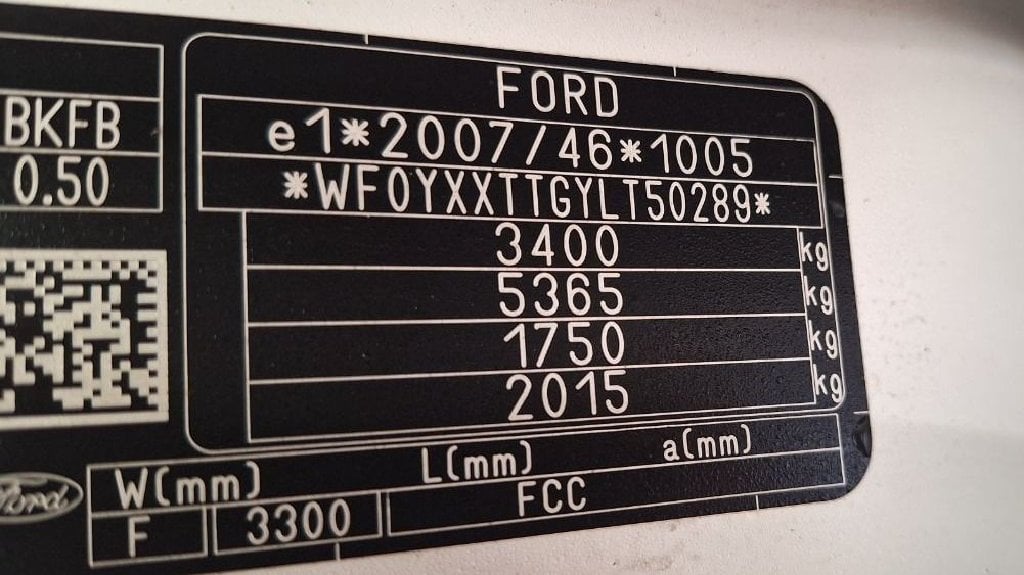 FORD
e1*2007/46*1005
*WF0YXXTTGYLT50289*
3400 kg
5365 kg
1750 kg
2015 kg
BKFB
0.50
Ford
W(mm) L(mm) a(mm)
F 3300 FCC